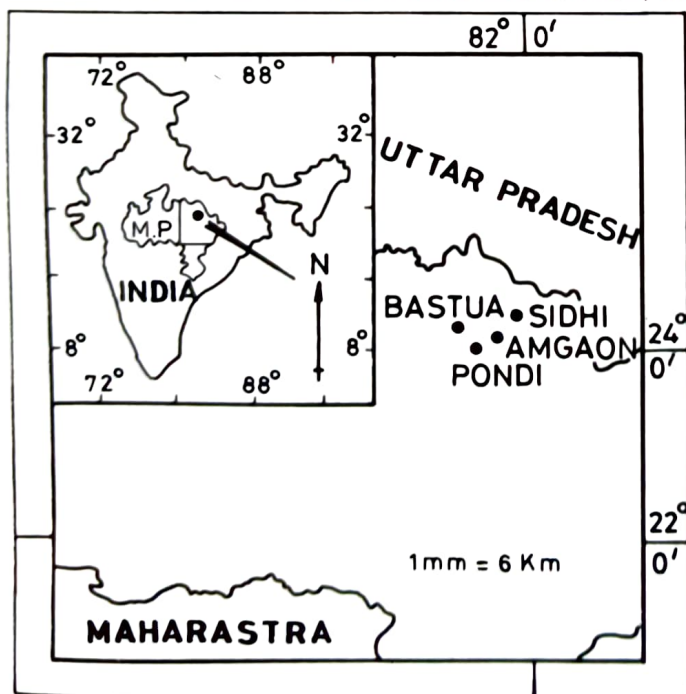 82° 0'
72° 88°
32° 32°
UTTAR PRADESH
M.P
N
INDIA
BASTUA SIDHI
24°
8° 8°
AMGAON
0'
PONDI
72° 88°
22°
0'
1mm = 6 Km
MAHARASTRA